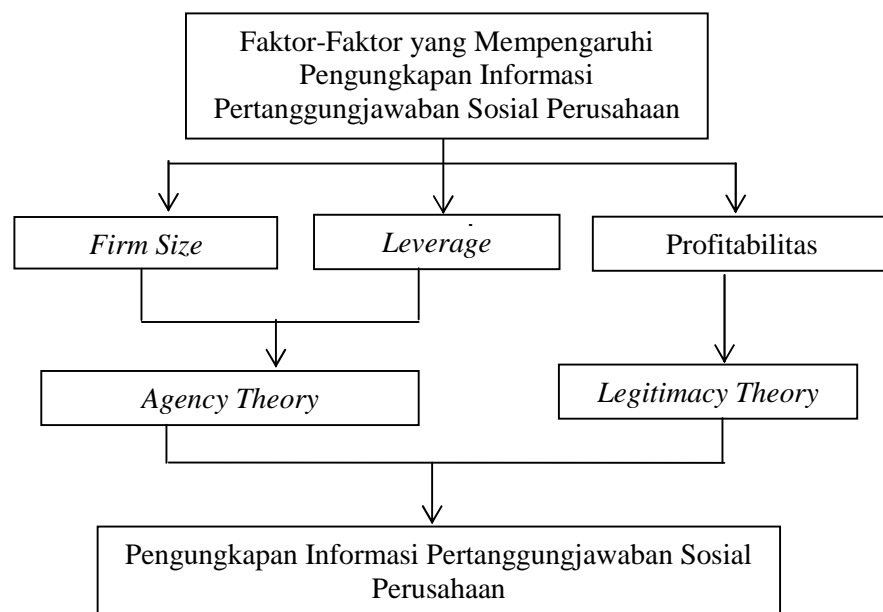 Faktor-Faktor yang Mempengaruhi
Pengungkapan Informasi
Pertanggungjawaban Sosial Perusahaan
Firm Size
Leverage
Profitabilitas
Agency Theory
Legitimacy Theory
Pengungkapan Informasi Pertanggungjawaban Sosial
Perusahaan